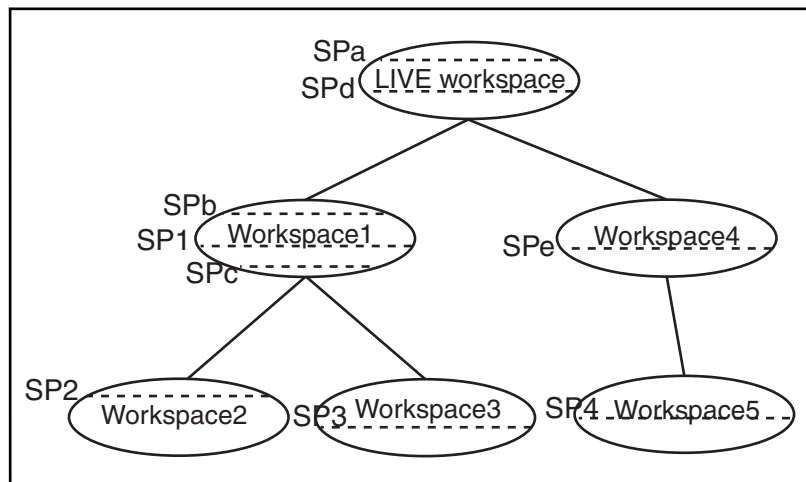 SPa
LIVE workspace
SPd
SPb
SP1
Workspace1
SPc
Workspace4
SPe
SP2
Workspace2
SP3
Workspace3
SP4
Workspace5